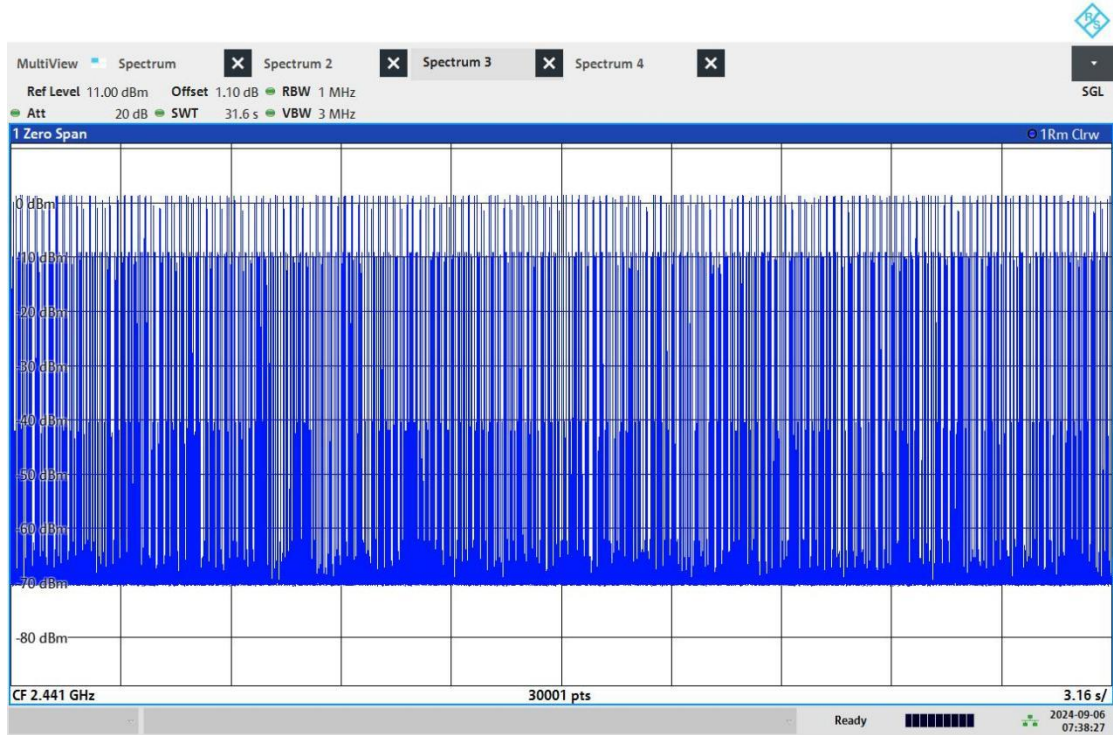 R&S
MultiView Spectrum Spectrum 2 Spectrum 3 Spectrum 4
Ref Level 11.00 dBm Offset 1.10 dB RBW 1 MHz SGL
Att 20 dB SWT 31.6 s VBW 3 MHz
1 Zero Span 1Rm Clrw
0 dBm
-10 dBm
-20 dBm
-30 dBm
-40 dBm
-50 dBm
-60 dBm
-70 dBm
-80 dBm
CF 2.441 GHz 30001 pts 3.16 s/
Ready 2024-09-06
07:38:27